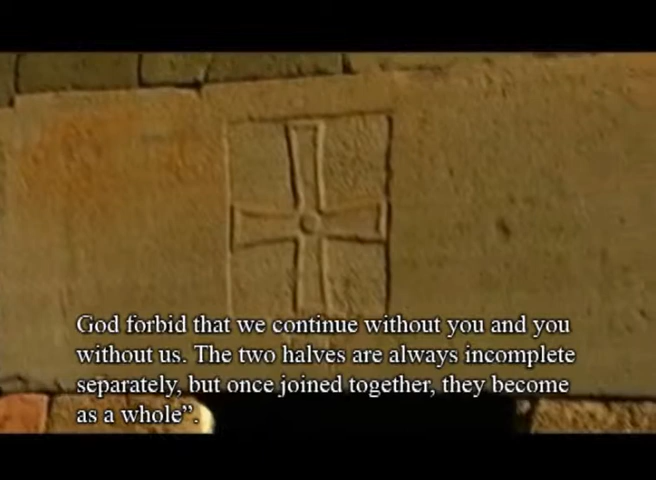 God forbid that we continue without you and you
without us. The two halves are always incomplete
separately, but once joined together, they become
as a whole”.